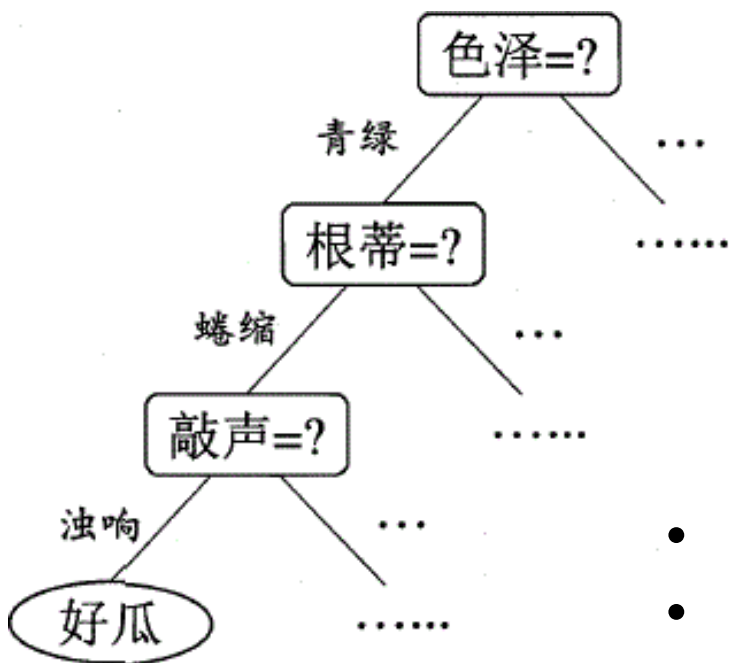 色泽=?
青绿
…
根蒂=?
……
蜷缩
…
敲声=?
……
浊响
…
•
好瓜
……
•